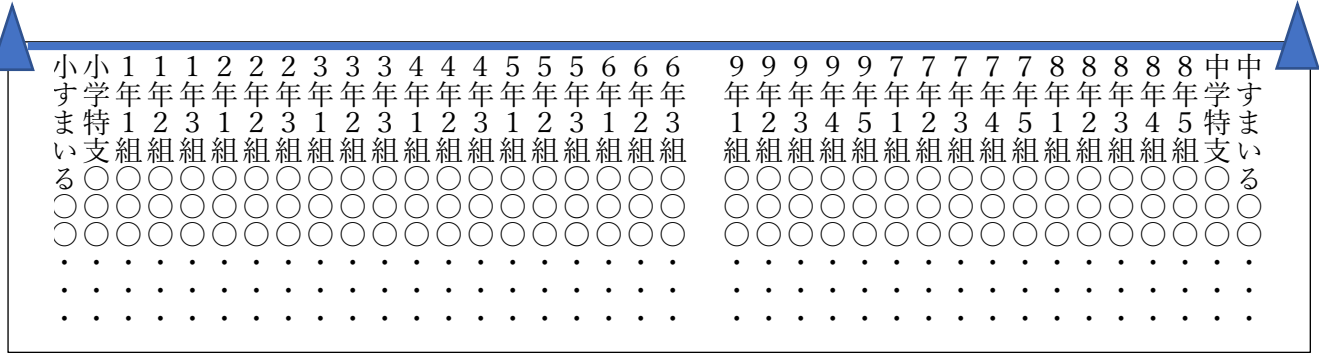 中すまいる◯◯・・・
中学特支◯◯◯・・・
８年５組◯◯◯・・・
８年４組◯◯◯・・・
８年３組◯◯◯・・・
８年２組◯◯◯・・・
８年１組◯◯◯・・・
７年５組◯◯◯・・・
７年４組◯◯◯・・・
７年３組◯◯◯・・・
７年２組◯◯◯・・・
７年１組◯◯◯・・・
９年５組◯◯◯・・・
９年４組◯◯◯・・・
９年３組◯◯◯・・・
９年２組◯◯◯・・・
９年１組◯◯◯・・・
６年３組◯◯◯・・・
６年２組◯◯◯・・・
６年１組◯◯◯・・・
５年３組◯◯◯・・・
５年２組◯◯◯・・・
５年１組◯◯◯・・・
４年３組◯◯◯・・・
４年２組◯◯◯・・・
４年１組◯◯◯・・・
３年３組◯◯◯・・・
３年２組◯◯◯・・・
３年１組◯◯◯・・・
２年３組◯◯◯・・・
２年２組◯◯◯・・・
２年１組◯◯◯・・・
１年３組◯◯◯・・・
１年２組◯◯◯・・・
１年１組◯◯◯・・・
小学特支◯◯◯・・・
小すまいる◯◯・・・